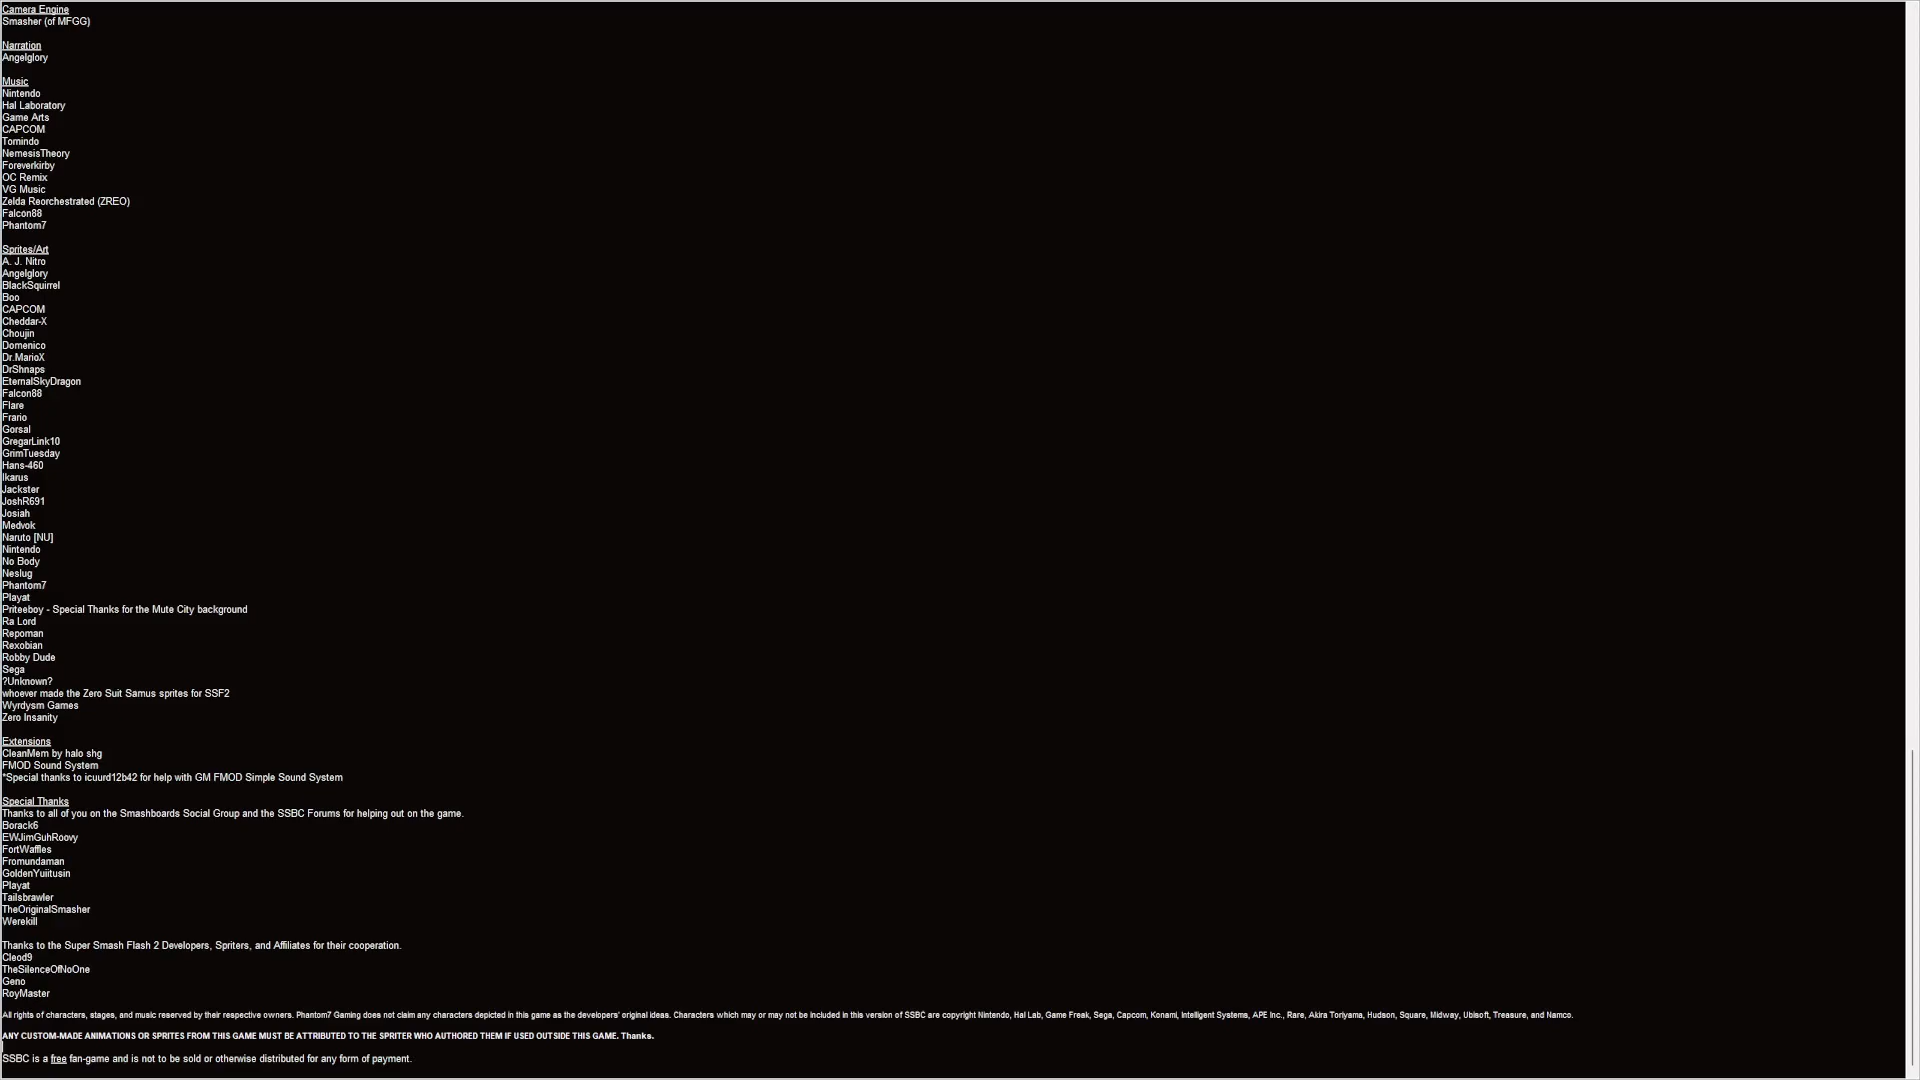 Camera Engine
Smasher (of MFGG)
Narration
Angelglory
Music
Nintendo
Hal Laboratory
Game Arts
CAPCOM
Tornindo
NemesisTheory
Foreverkirby
OC Remix
VG Music
Zelda Reorchestrated (ZREO)
Falcon88
Phantom7
Sprites/Art
A. J. Nitro
Angelglory
BlackSquirrel
Boo
CAPCOM
Cheddar-X
Choujin
Domenico
Dr.MarioX
DrShnaps
EternalSkyDragon
Falcon88
Flare
Frario
Gorsal
GregarLink10
GrimTuesday
Hans-460
Ikarus
Jackster
JoshR691
Josiah
Medvok
Naruto [NU]
Nintendo
No Body
Neslug
Phantom7
Playat
Priteeboy - Special Thanks for the Mute City background
Ra Lord
Repoman
Rexobian
Robby Dude
Sega
?Unknown?
whoever made the Zero Suit Samus sprites for SSF2
Wyrdysm Games
Zero Insanity
Extensions
CleanMem by halo shg
FMOD Sound System
*Special thanks to icuurd12b42 for help with GM FMOD Simple Sound System
Special Thanks
Thanks to all of you on the Smashboards Social Group and the SSBC Forums for helping out on the game.
Borack6
EWJimGuhRoovy
FortWaffles
Fromundaman
GoldenYuiitusin
Playat
Tailsbrawler
TheOriginalSmasher
Werekill
Thanks to the Super Smash Flash 2 Developers, Spriters, and Affiliates for their cooperation.
Cleod9
TheSilenceOfNoOne
Geno
RoyMaster
All rights of characters, stages, and music reserved by their respective owners. Phantom7 Gaming does not claim any characters depicted in this game as the developers' original ideas. Characters which may or may not be included in this version of SSBC are copyright Nintendo, Hal Lab, Game Freak, Sega, Capcom, Konami, Intelligent Systems, APE Inc., Rare, Akira Toriyama, Hudson, Square, Midway, Ubisoft, Treasure, and Namco.
ANY CUSTOM-MADE ANIMATIONS OR SPRITES FROM THIS GAME MUST BE ATTRIBUTED TO THE SPRITER WHO AUTHORED THEM IF USED OUTSIDE THIS GAME. Thanks.
SSBC is a free fan-game and is not to be sold or otherwise distributed for any form of payment.